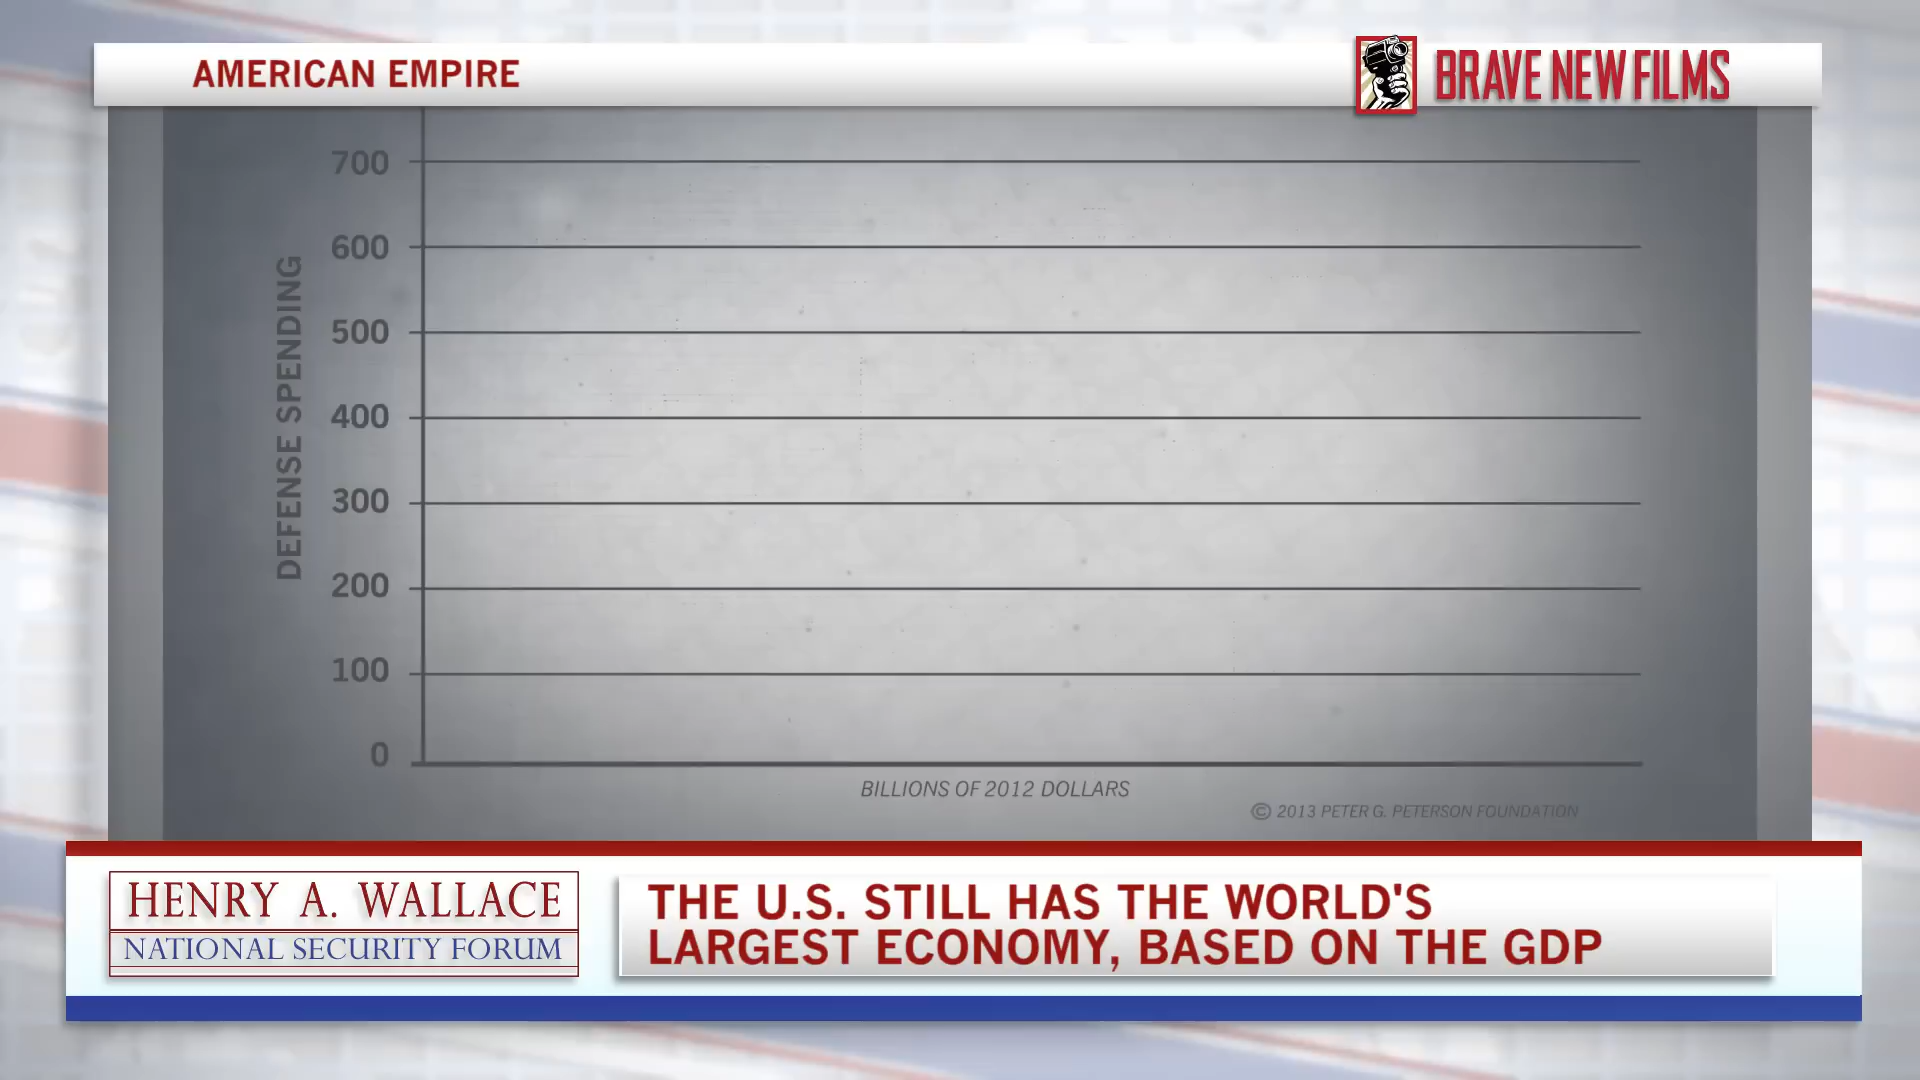 AMERICAN EMPIRE
BRAVE NEW FILMS
DEFENSE SPENDING
700
600
500
400
300
200
100
0
BILLIONS OF 2012 DOLLARS
© 2013 PETER G. PETERSON FOUNDATION
HENRY A. WALLACE
NATIONAL SECURITY FORUM
THE U.S. STILL HAS THE WORLD'S
LARGEST ECONOMY, BASED ON THE GDP